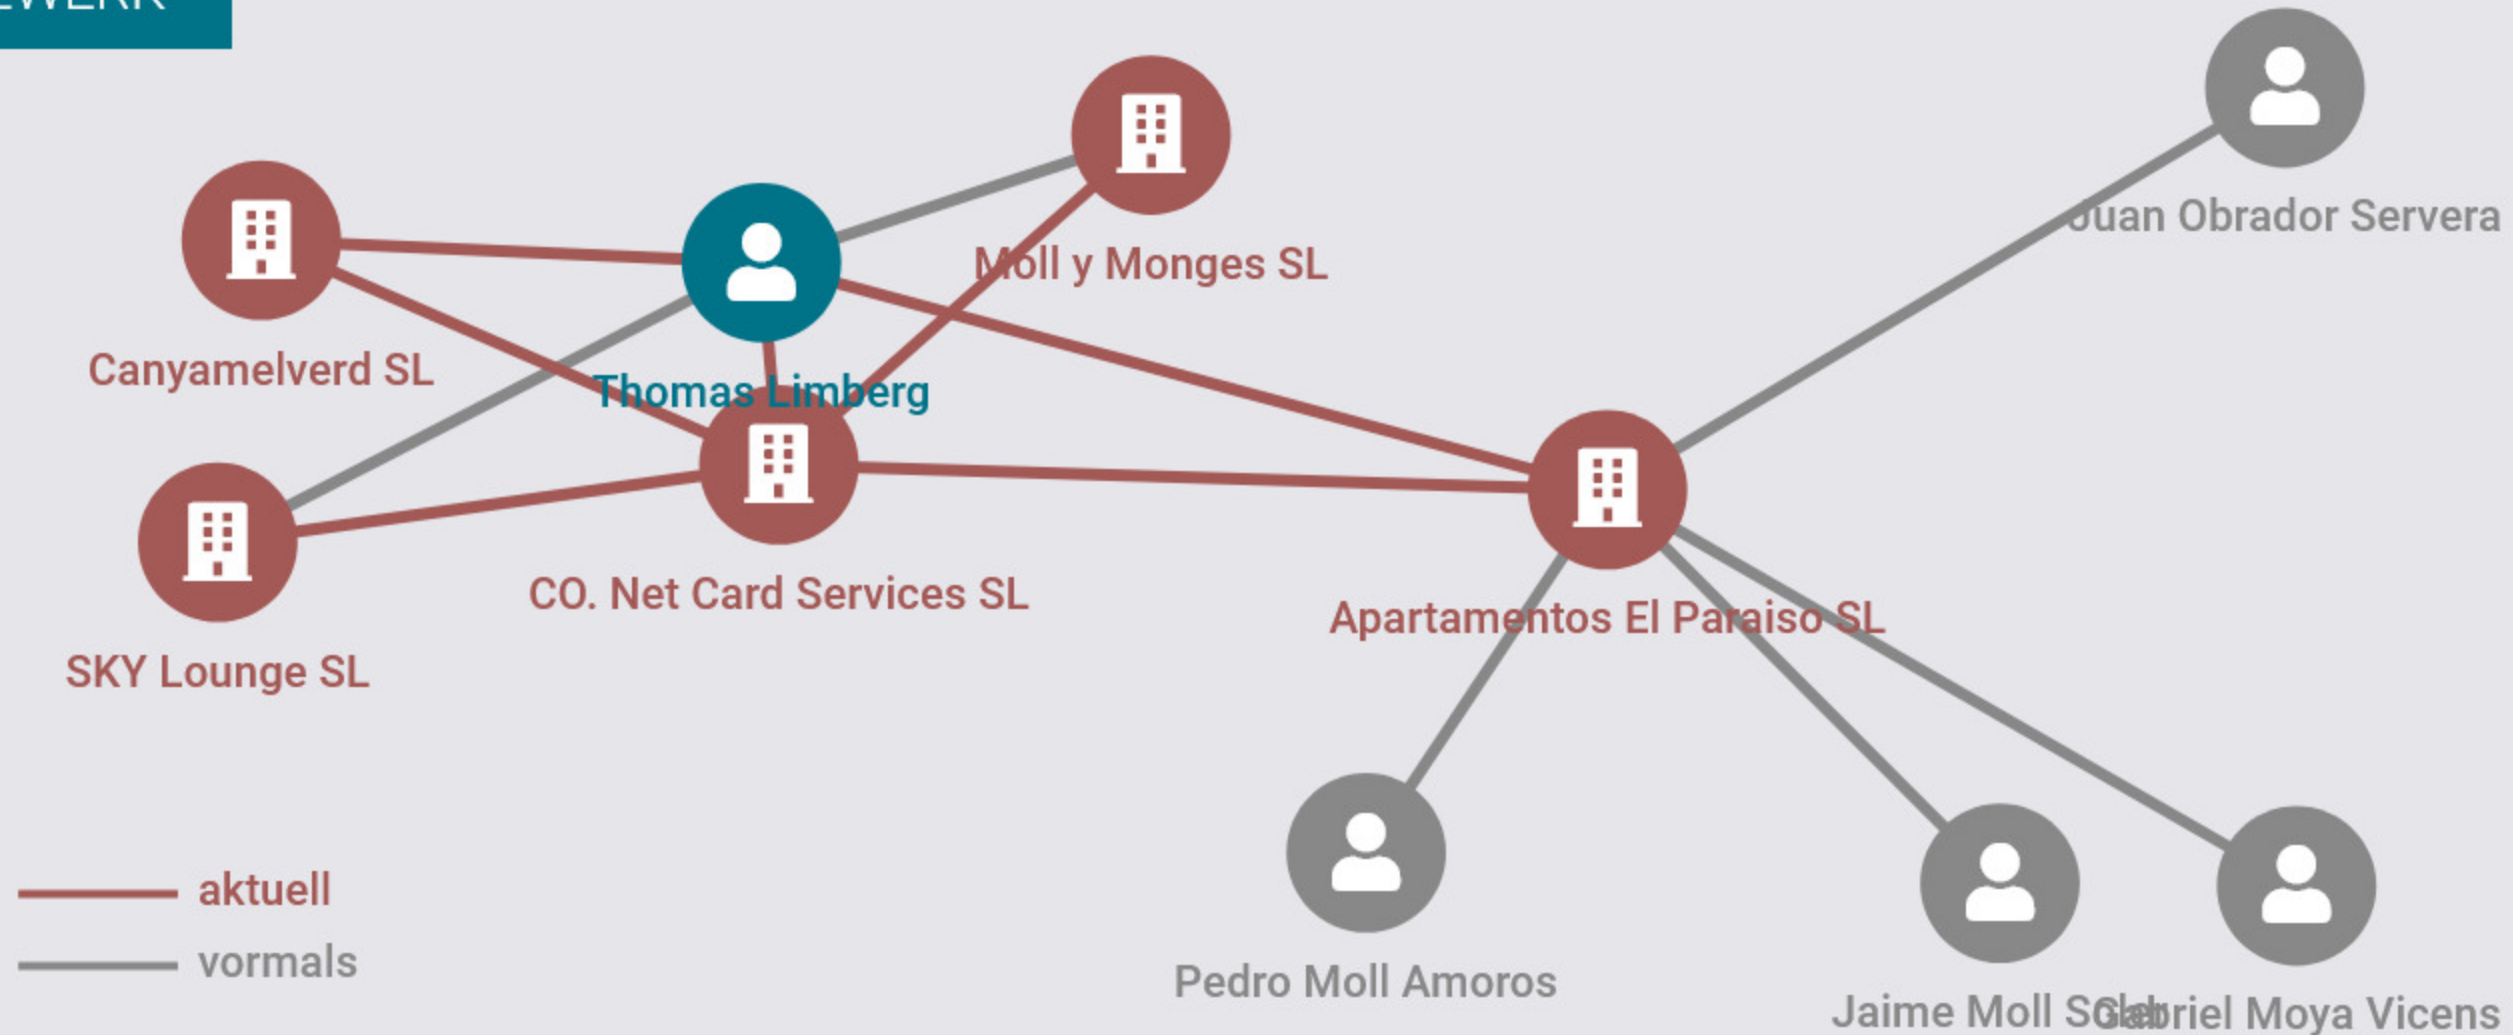 Juan Obrador Servera
Moll y Monges SL
Canyamelverd SL
Thomas Limberg
CO. Net Card Services SL
Apartamentos El Paraiso SL
SKY Lounge SL
aktuell
vormals
Pedro Moll Amoros
Jaime Moll
Gabriel Moya Vicens